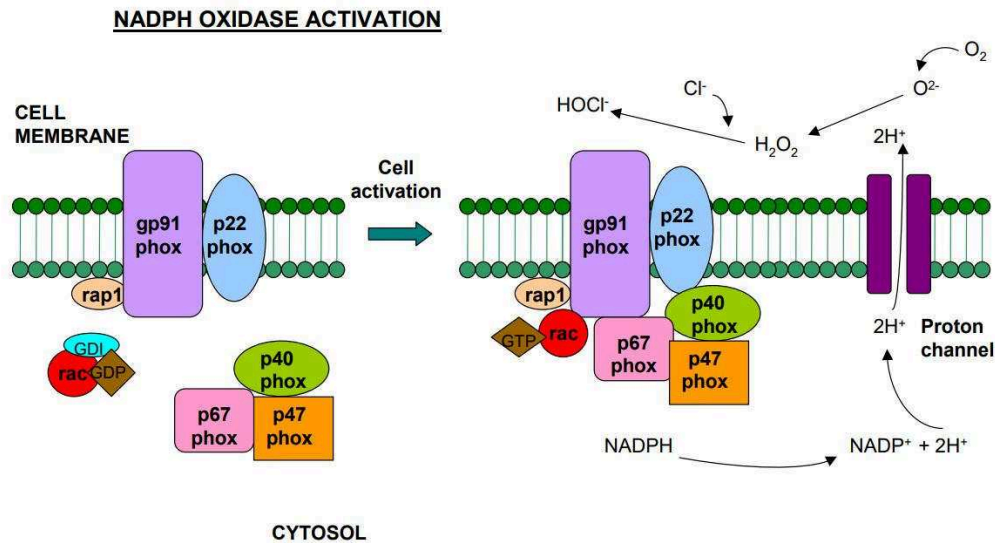 NADPH OXIDASE ACTIVATION
CELL
MEMBRANE
gp91
phox
p22
phox
rap1
GDI
rac
GDP
p40
phox
p67
phox
p47
phox
Cell
activation
O₂
O²⁻
Cl⁻
HOCl⁻
H₂O₂
2H⁺
gp91
phox
p22
phox
rap1
GTP
rac
p40
phox
p67
phox
p47
phox
2H⁺
Proton
channel
NADPH
NADP⁺ + 2H⁺
CYTOSOL